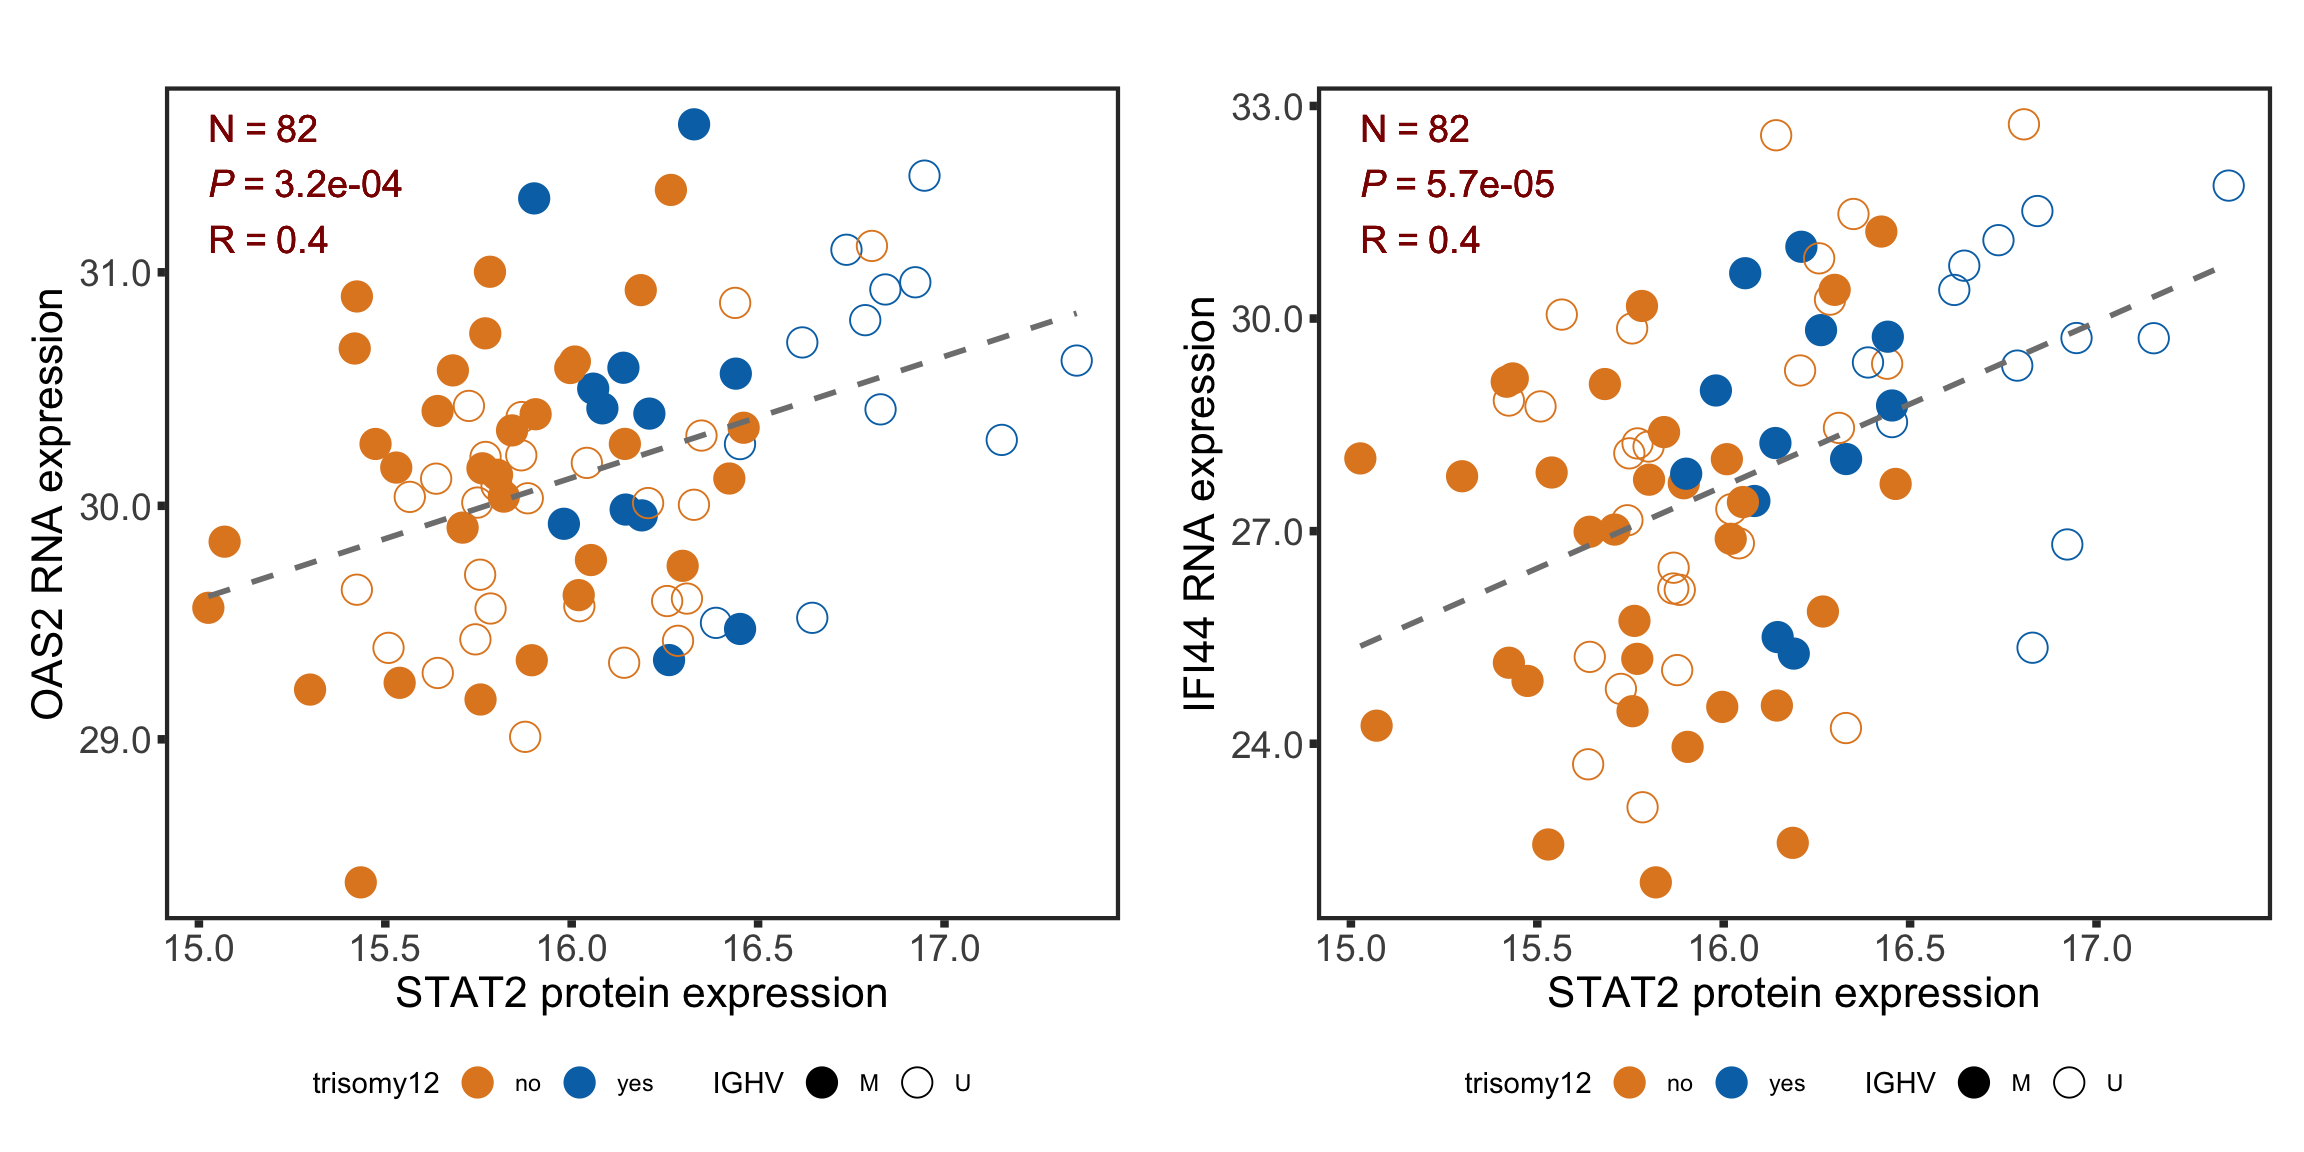 N = 82
P = 3.2e-04
R = 0.4
31.0
30.0
29.0
OAS2 RNA expression
15.0 15.5 16.0 16.5 17.0
STAT2 protein expression
trisomy12 no yes IGHV M U
N = 82
P = 5.7e-05
R = 0.4
33.0
30.0
27.0
24.0
IFI44 RNA expression
15.0 15.5 16.0 16.5 17.0
STAT2 protein expression
trisomy12 no yes IGHV M U